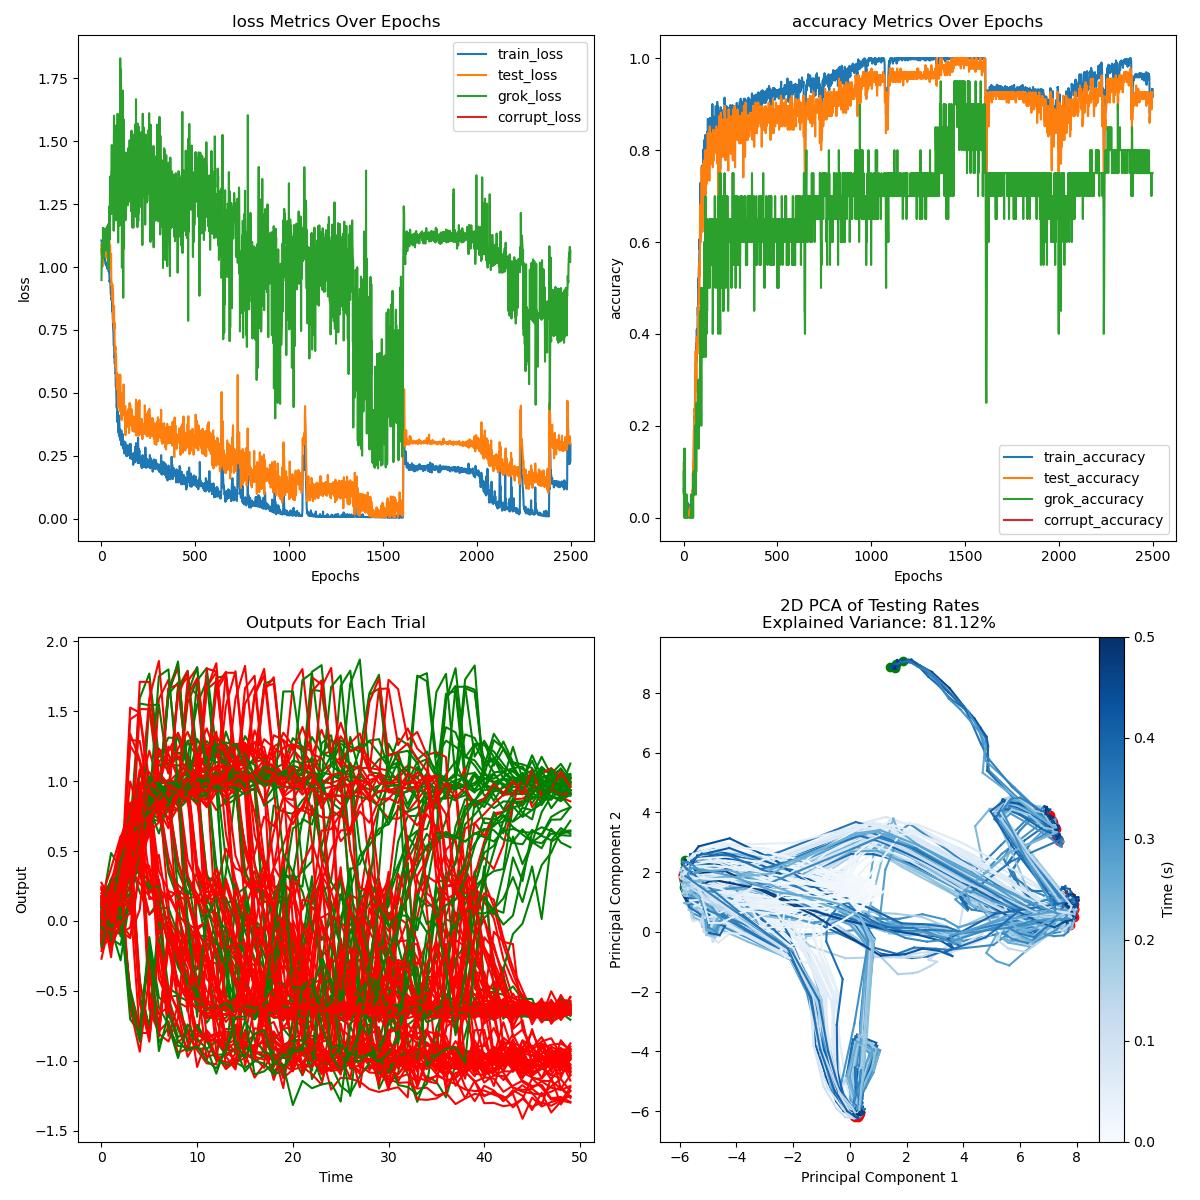 loss Metrics Over Epochs
loss
1.75
1.50
1.25
1.00
0.75
0.50
0.25
0.00
train_loss
test_loss
grok_loss
corrupt_loss
0 500 1000 1500 2000 2500
Epochs
accuracy Metrics Over Epochs
accuracy
1.0
0.8
0.6
0.4
0.2
0.0
train_accuracy
test_accuracy
grok_accuracy
corrupt_accuracy
0 500 1000 1500 2000 2500
Epochs
Outputs for Each Trial
Output
2.0
1.5
1.0
0.5
0.0
−0.5
−1.0
−1.5
0 10 20 30 40 50
Time
2D PCA of Testing Rates
Explained Variance: 81.12%
Principal Component 2
8
6
4
2
0
−2
−4
−6
−6 −4 −2 0 2 4 6 8
Principal Component 1
0.5
0.4
0.3
0.2
0.1
0.0
Time (s)